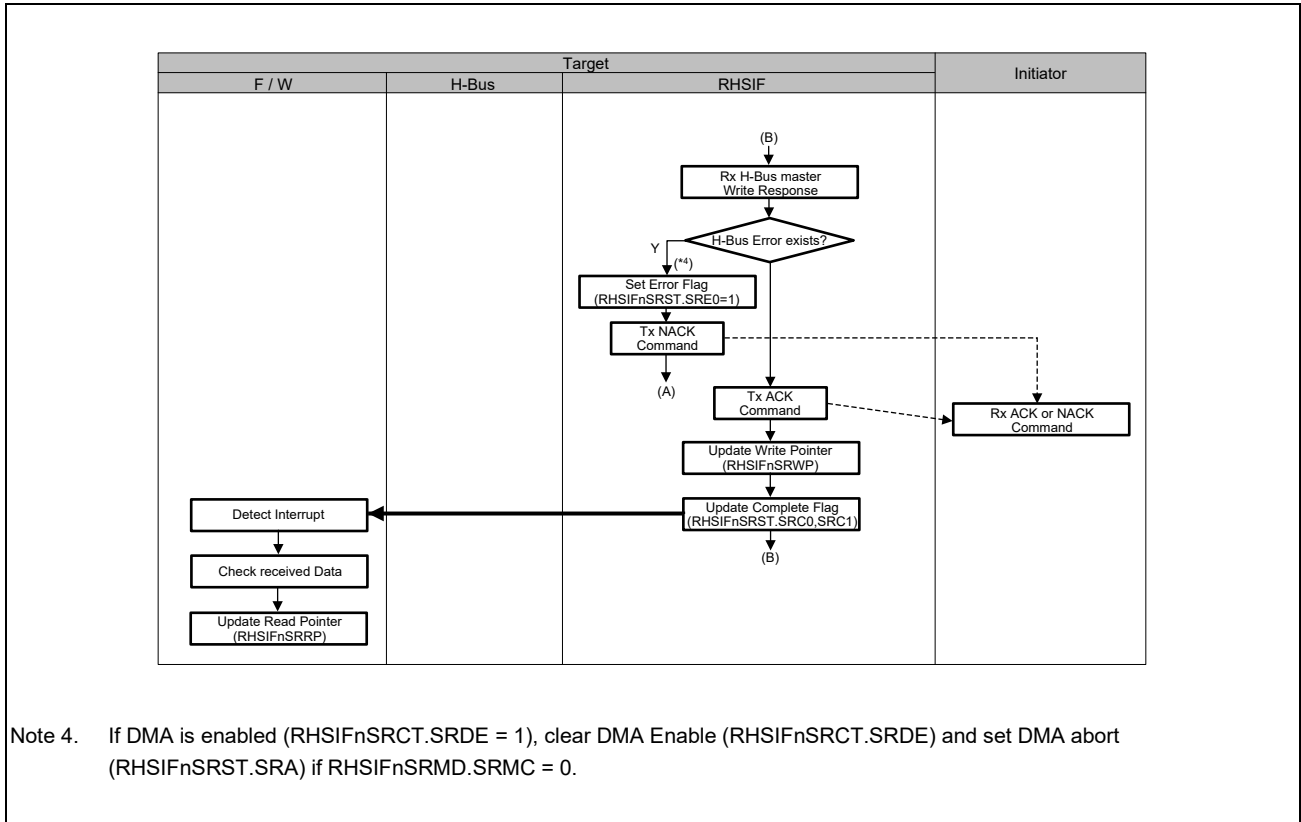 Target
Initiator
F / W
H-Bus
RHSIF
(B)
Rx H-Bus master
Write Response
H-Bus Error exists?
Y
(*4)
Set Error Flag
(RHSIFnSRST.SRE0=1)
Tx NACK
Command
(A)
Tx ACK
Command
Rx ACK or NACK
Command
Update Write Pointer
(RHSIFnSRWP)
Detect Interrupt
Update Complete Flag
(RHSIFnSRST.SRC0,SRC1)
(B)
Check received Data
Update Read Pointer
(RHSIFnSRRP)
Note 4. If DMA is enabled (RHSIFnSRCT.SRDE = 1), clear DMA Enable (RHSIFnSRCT.SRDE) and set DMA abort
(RHSIFnSRST.SRA) if RHSIFnSRMD.SRMC = 0.